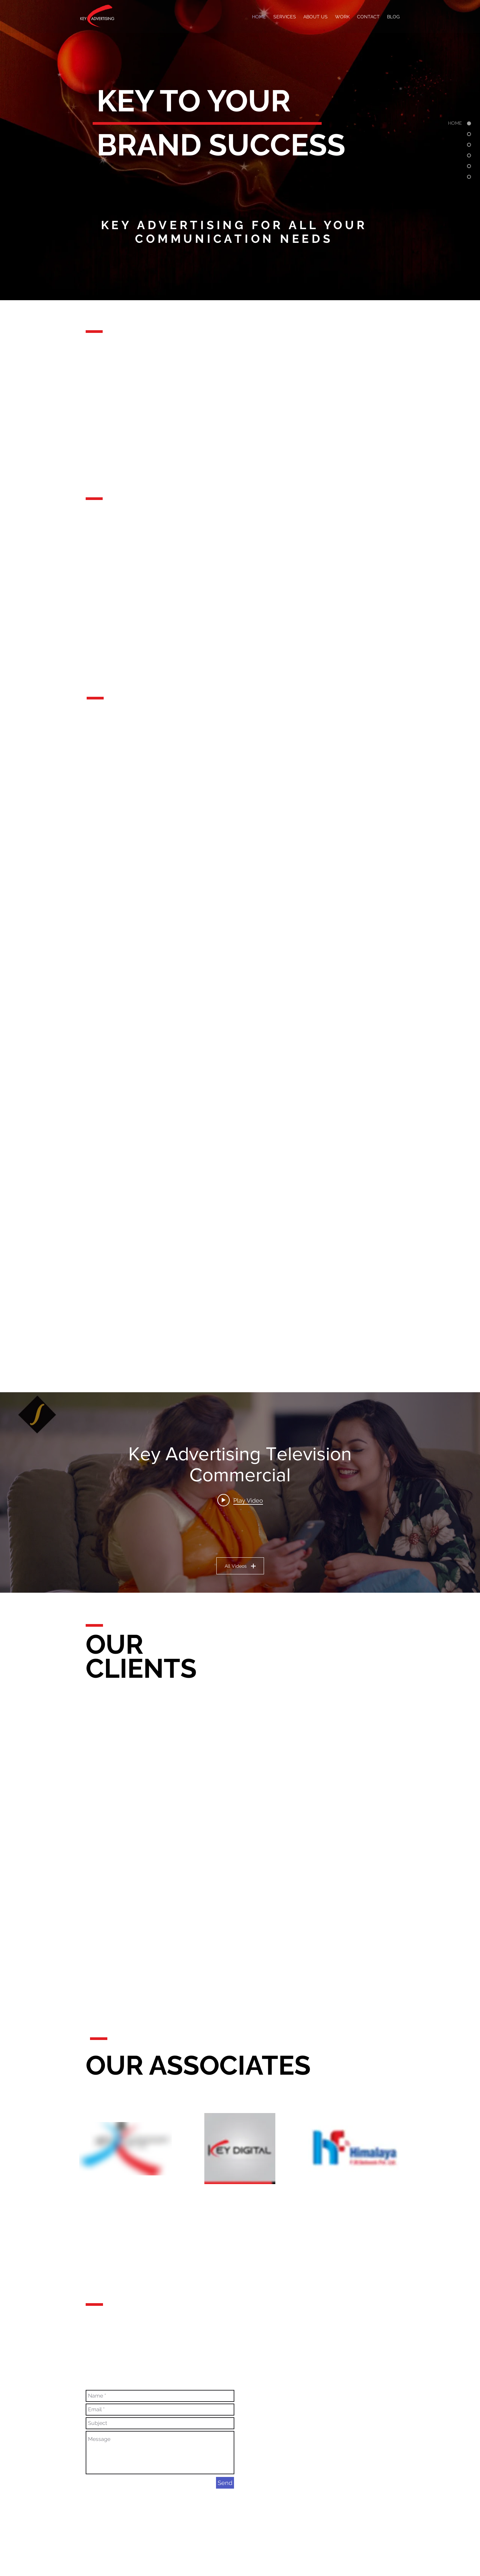 KEY ADVERTISING
HOME SERVICES ABOUT US WORK CONTACT BLOG
KEY TO YOUR
BRAND SUCCESS
HOME
KEY ADVERTISING FOR ALL YOUR
COMMUNICATION NEEDS
Key Advertising Television
Commercial
Play Video
All Videos
OUR
CLIENTS
OUR ASSOCIATES
KEY DIGITAL
Himalaya
Name *
Email *
Subject
Message
Send